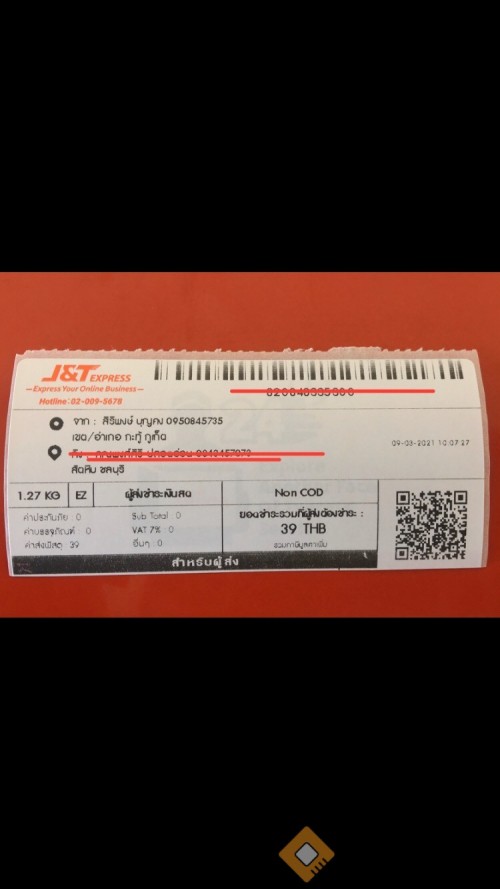 J&T EXPRESS
—Express Your Online Business—
Hotline:02-009-5678
จาก : สิริพงษ์ บุญคง 0950845735
เขต/อำเภอ กะทู้ ภูเก็ต
ถึง :
สัตหีบ ชลบุรี
09-03-2021 10:07:27
1.27 KG EZ ผู้ส่งชำระเงินสด Non COD
ค่าประกันภัย : 0 Sub Total : 0 ยอดชำระรวมที่ผู้ส่งต้องชำระ :
ค่าบรรจุภัณฑ์ : 0 VAT 7% : 0 39 THB
ค่าส่งพัสดุ : 39 อื่นๆ : 0 รวมภาษีมูลค่าเพิ่ม
สำหรับผู้ส่ง